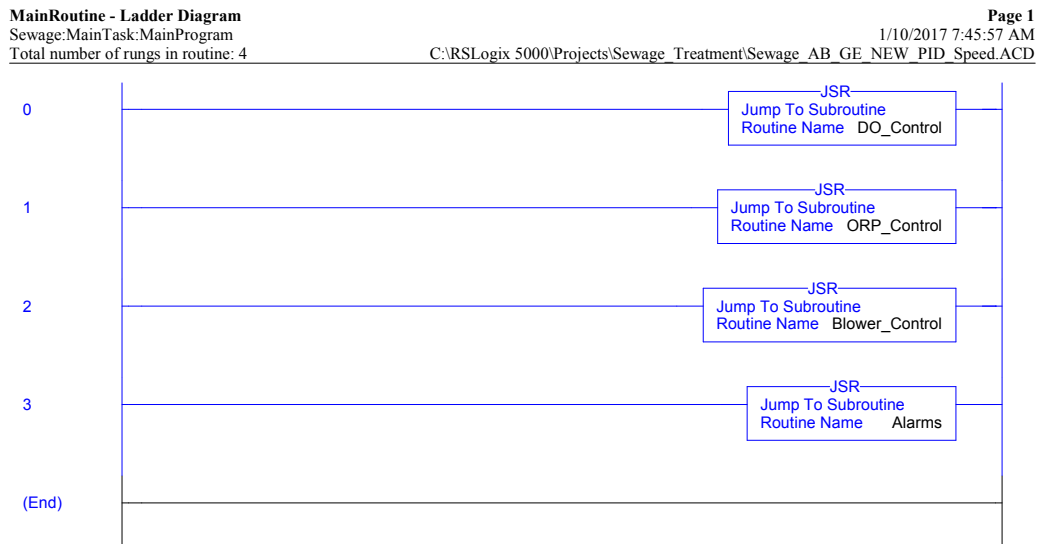 MainRoutine - Ladder Diagram Page 1
Sewage:MainTask:MainProgram 1/10/2017 7:45:57 AM
Total number of rungs in routine: 4 C:\RSLogix 5000\Projects\Sewage_Treatment\Sewage_AB_GE_NEW_PID_Speed.ACD
JSR
0 Jump To Subroutine
Routine Name DO_Control
JSR
1 Jump To Subroutine
Routine Name ORP_Control
JSR
2 Jump To Subroutine
Routine Name Blower_Control
JSR
3 Jump To Subroutine
Routine Name Alarms
(End)